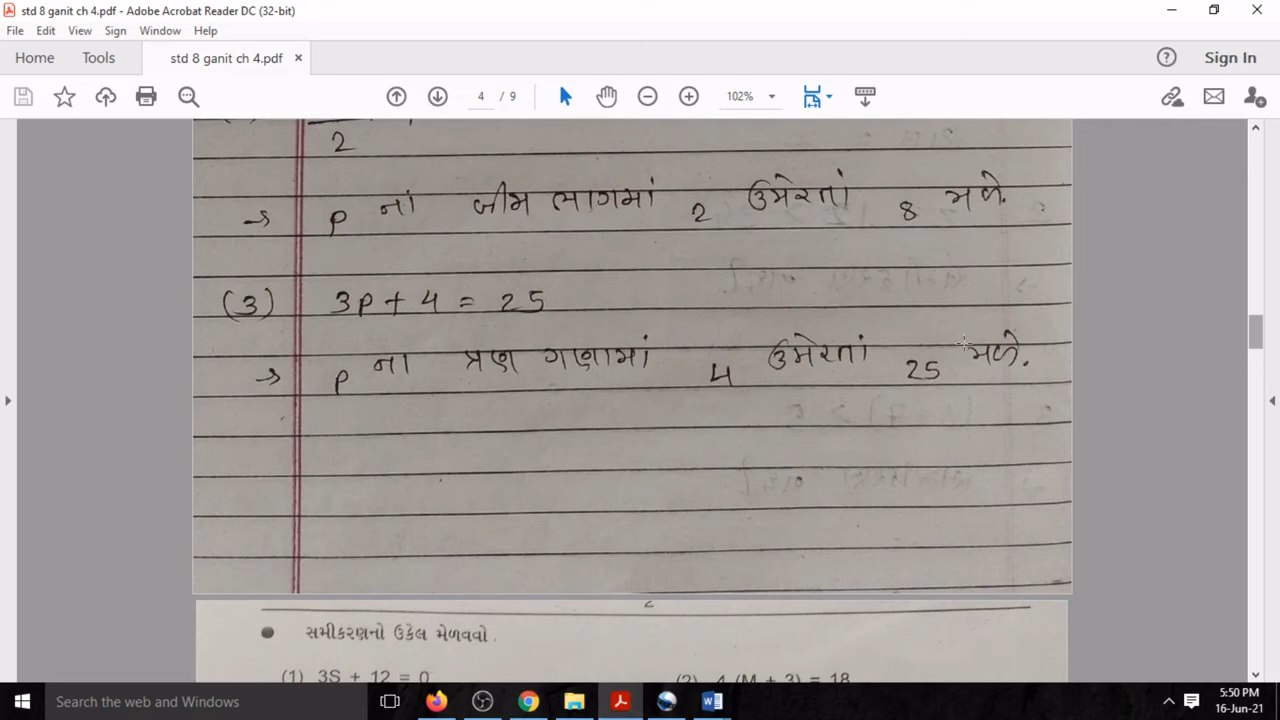 std 8 ganit ch 4.pdf - Adobe Acrobat Reader DC (32-bit)
File Edit View Sign Window Help
Home Tools std 8 ganit ch 4.pdf × Sign In
4 / 9 102%
2
→ P નાં બીજા ભાગમાં 2 ઉમેરતાં 8 મળે.
(3) 3P + 4 = 25
→ P ના ત્રણ ગણામાં 4 ઉમેરતાં 25 મળે.
સમીકરણનો ઉકેલ મેળવવો.
(1) 3S + 12 = 0 (2) 4 (M + 3) = 18
Search the web and Windows
5:50 PM
16-Jun-21